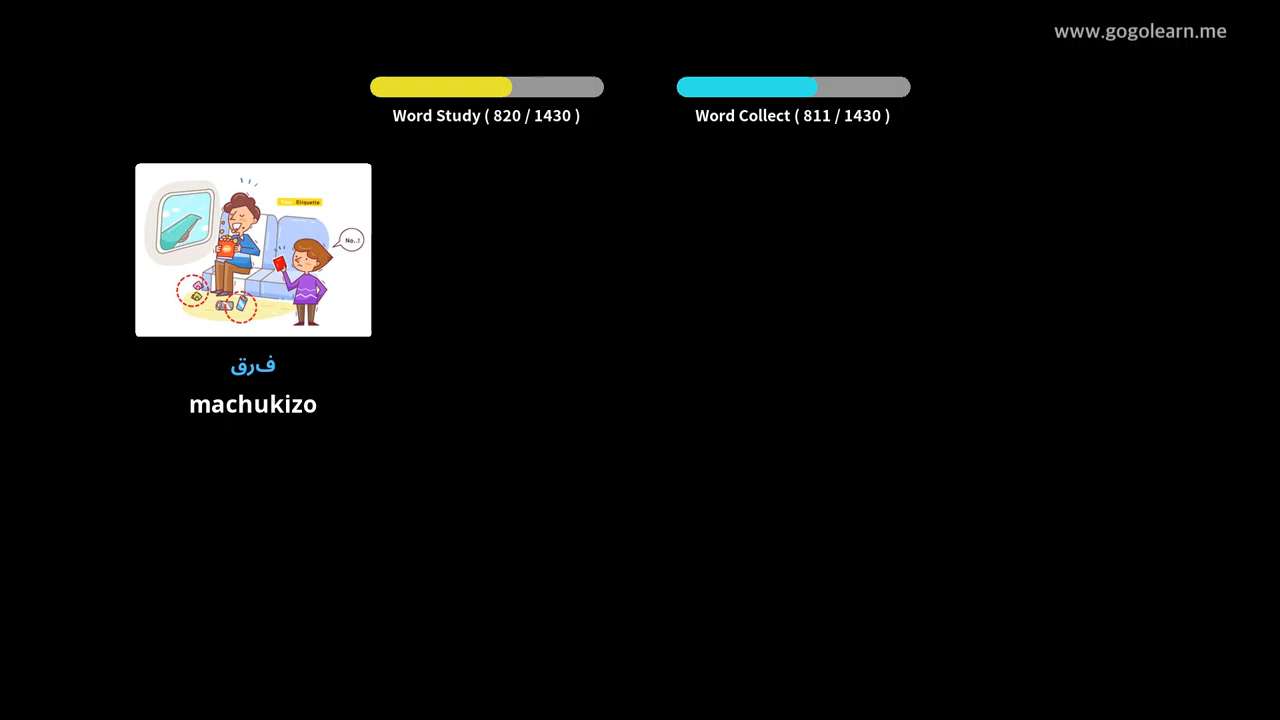 www.gogolearn.me
Word Study ( 820 / 1430 )
Word Collect ( 811 / 1430 )
Etiquette
No..!
فرق
machukizo